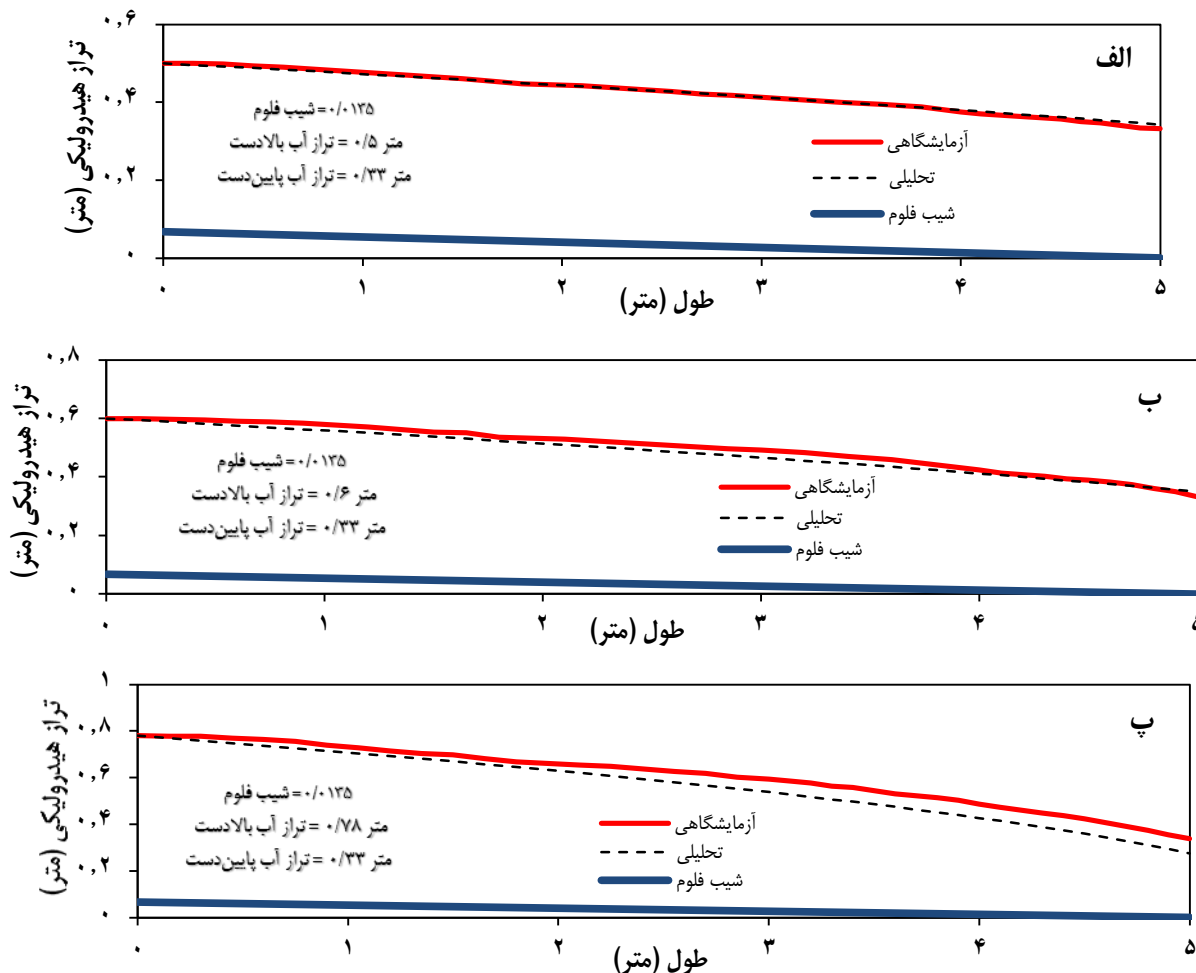 تراز هیدرولیکی (متر)
۰,۶
۰,۴
۰,۲
۰
الف
شیب فلوم =۰/۰۱۳۵
تراز آب بالادست = ۰/۵ متر
تراز آب پایین‌دست = ۰/۳۳ متر
آزمایشگاهی
تحلیلی
شیب فلوم
۰ ۱ ۲ ۳ ۴ ۵
طول (متر)
تراز هیدرولیکی (متر)
۰,۸
۰,۶
۰,۴
۰,۲
۰
ب
شیب فلوم =۰/۰۱۳۵
تراز آب بالادست = ۰/۶ متر
تراز آب پایین‌دست = ۰/۳۳ متر
آزمایشگاهی
تحلیلی
شیب فلوم
۰ ۱ ۲ ۳ ۴
طول (متر)
تراز هیدرولیکی (متر)
۱
۰,۸
۰,۶
۰,۴
۰,۲
۰
پ
شیب فلوم =۰/۰۱۳۵
تراز آب بالادست = ۰/۷۸ متر
تراز آب پایین‌دست = ۰/۳۳ متر
آزمایشگاهی
تحلیلی
شیب فلوم
۰ ۱ ۲ ۳ ۴ ۵
طول (متر)